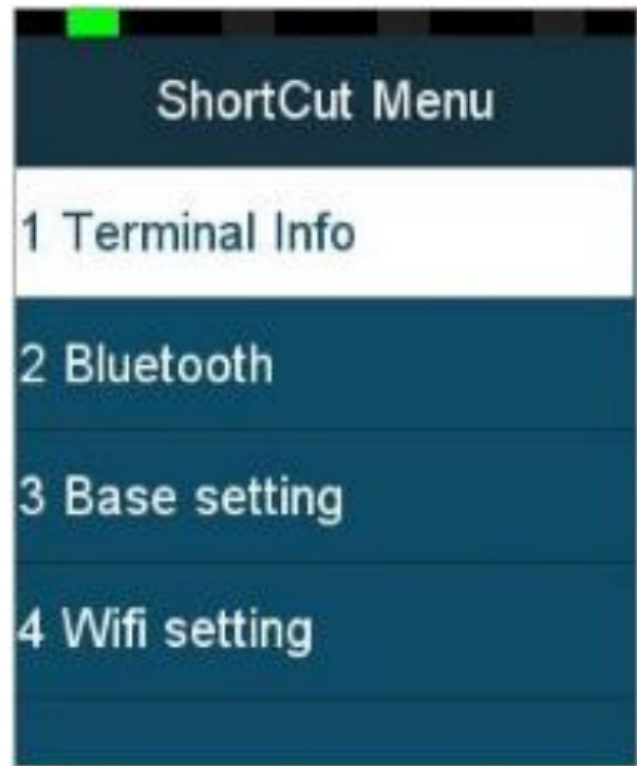 ShortCut Menu
1 Terminal Info
2 Bluetooth
3 Base setting
4 Wifi setting